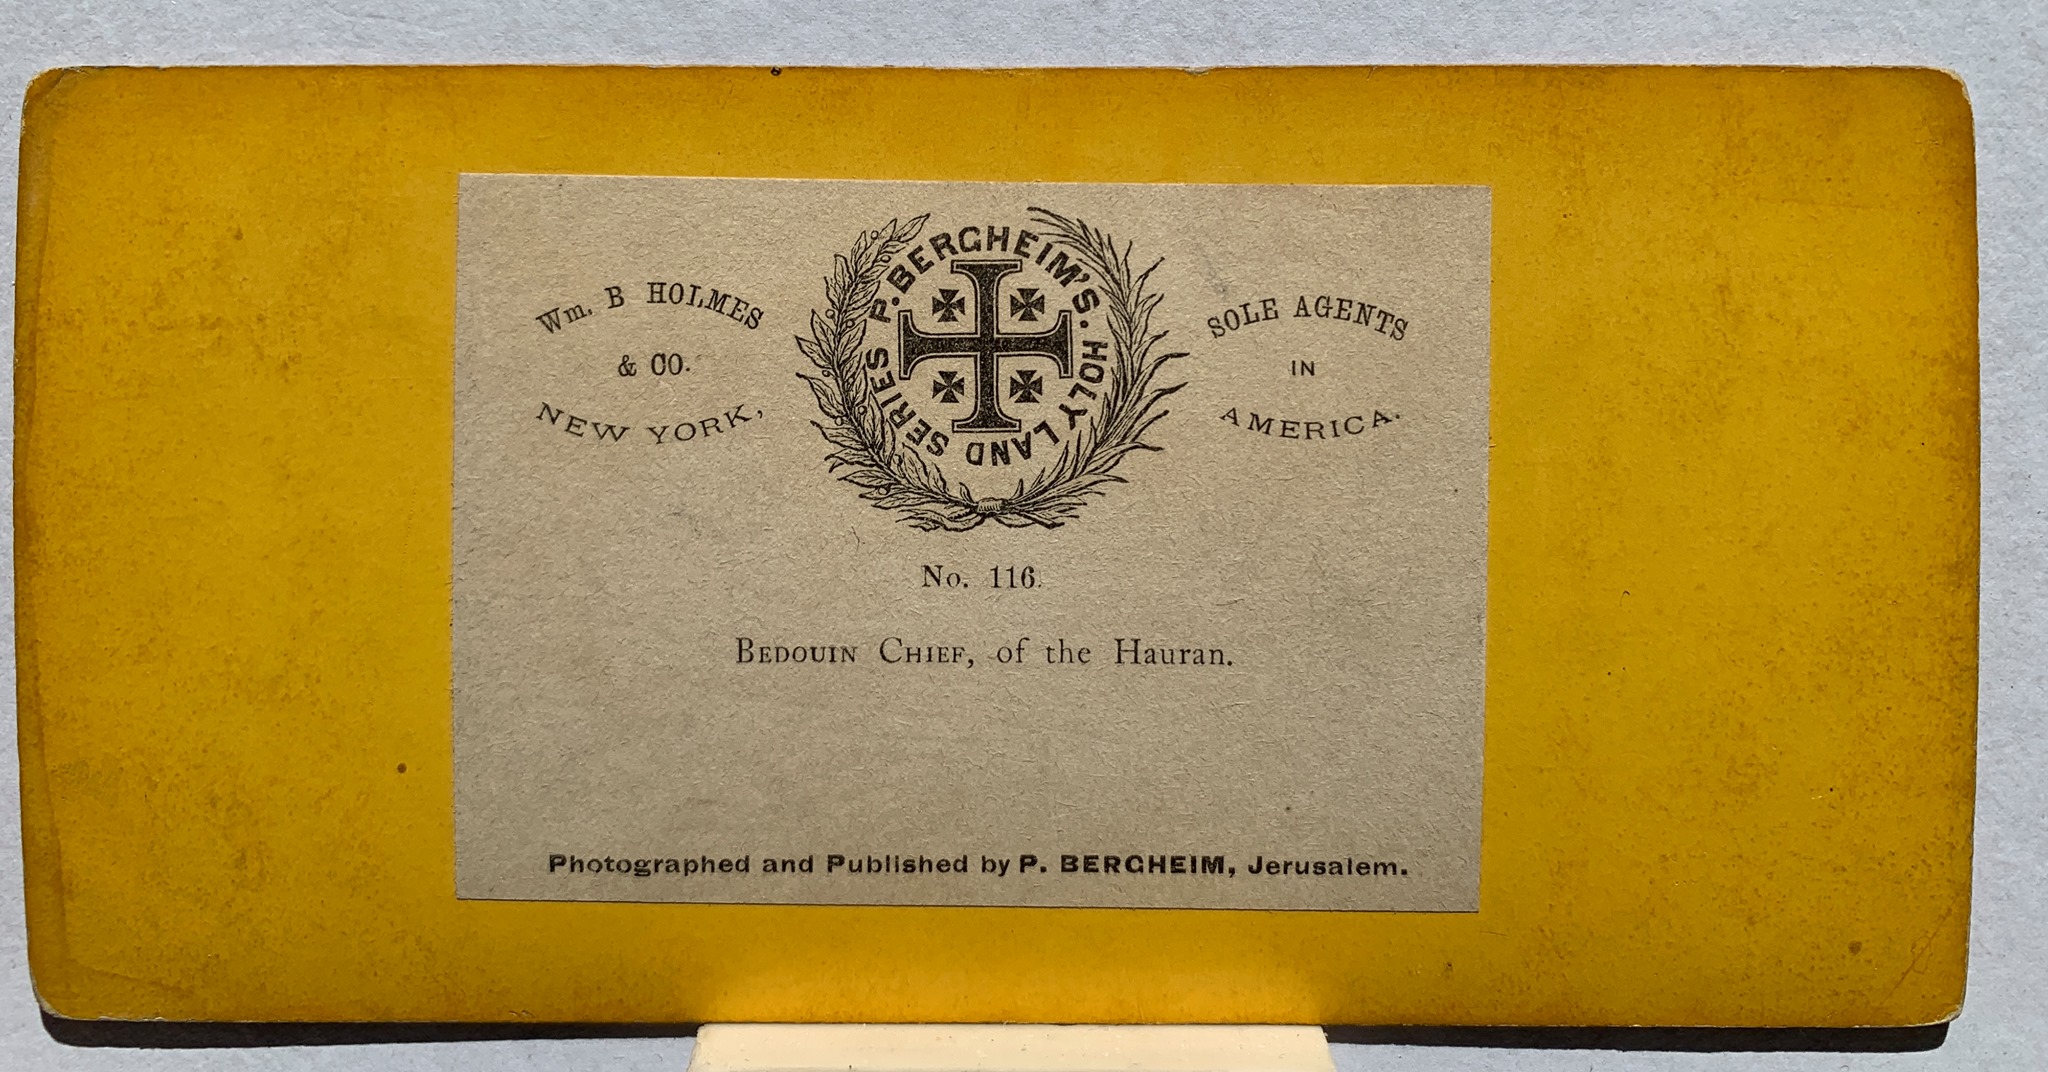 Wm. B HOLMES
& CO.
NEW YORK,
P. BERGHEIM'S. HOLY LAND SERIES
SOLE AGENTS
IN
AMERICA.
No. 116.
BEDOUIN CHIEF, of the Hauran.
Photographed and Published by P. BERGHEIM, Jerusalem.